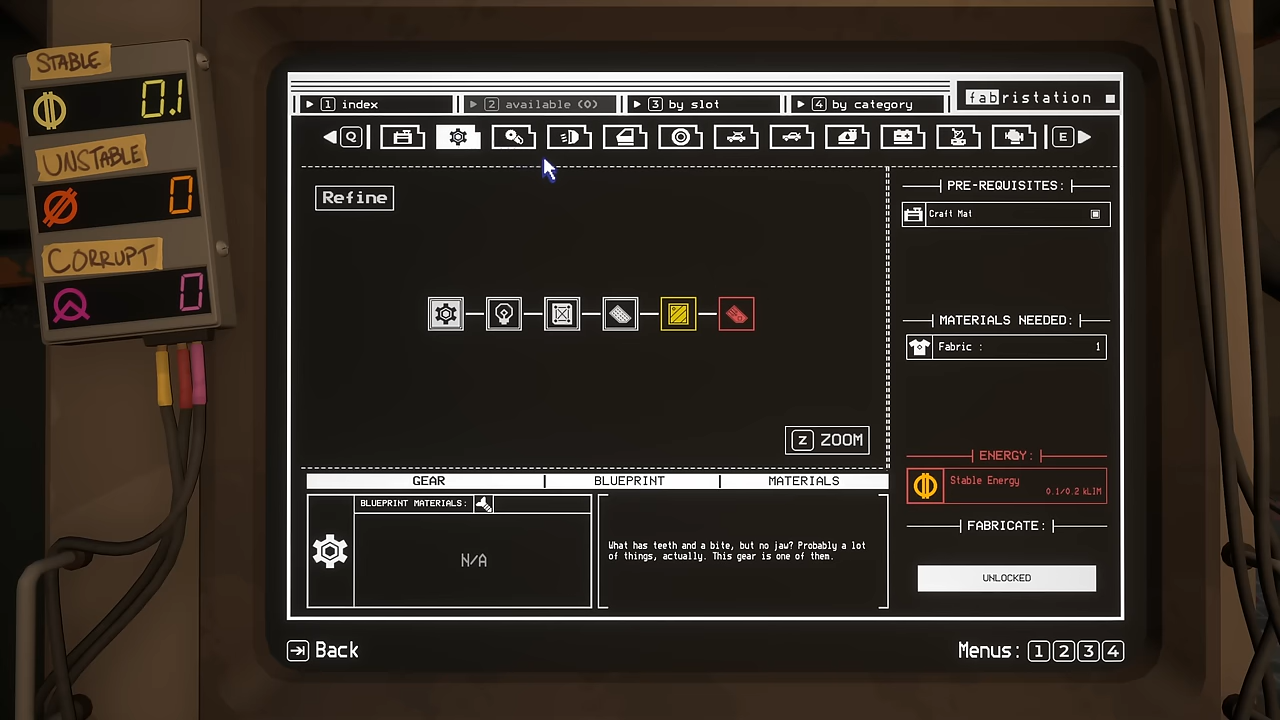 STABLE
0.1
UNSTABLE
0
CORRUPT
0
1 index
2 available (0)
3 by slot
4 by category
fabristation
Q
E
Refine
Z ZOOM
PRE-REQUISITES:
Craft Mat
MATERIALS NEEDED:
Fabric : 1
ENERGY:
Stable Energy
0.1/0.2 kLIM
FABRICATE:
UNLOCKED
GEAR
BLUEPRINT
MATERIALS
BLUEPRINT MATERIALS:
N/A
What has teeth and a bite, but no jaw? Probably a lot
of things, actually. This gear is one of them.
Back
Menus: 1 2 3 4